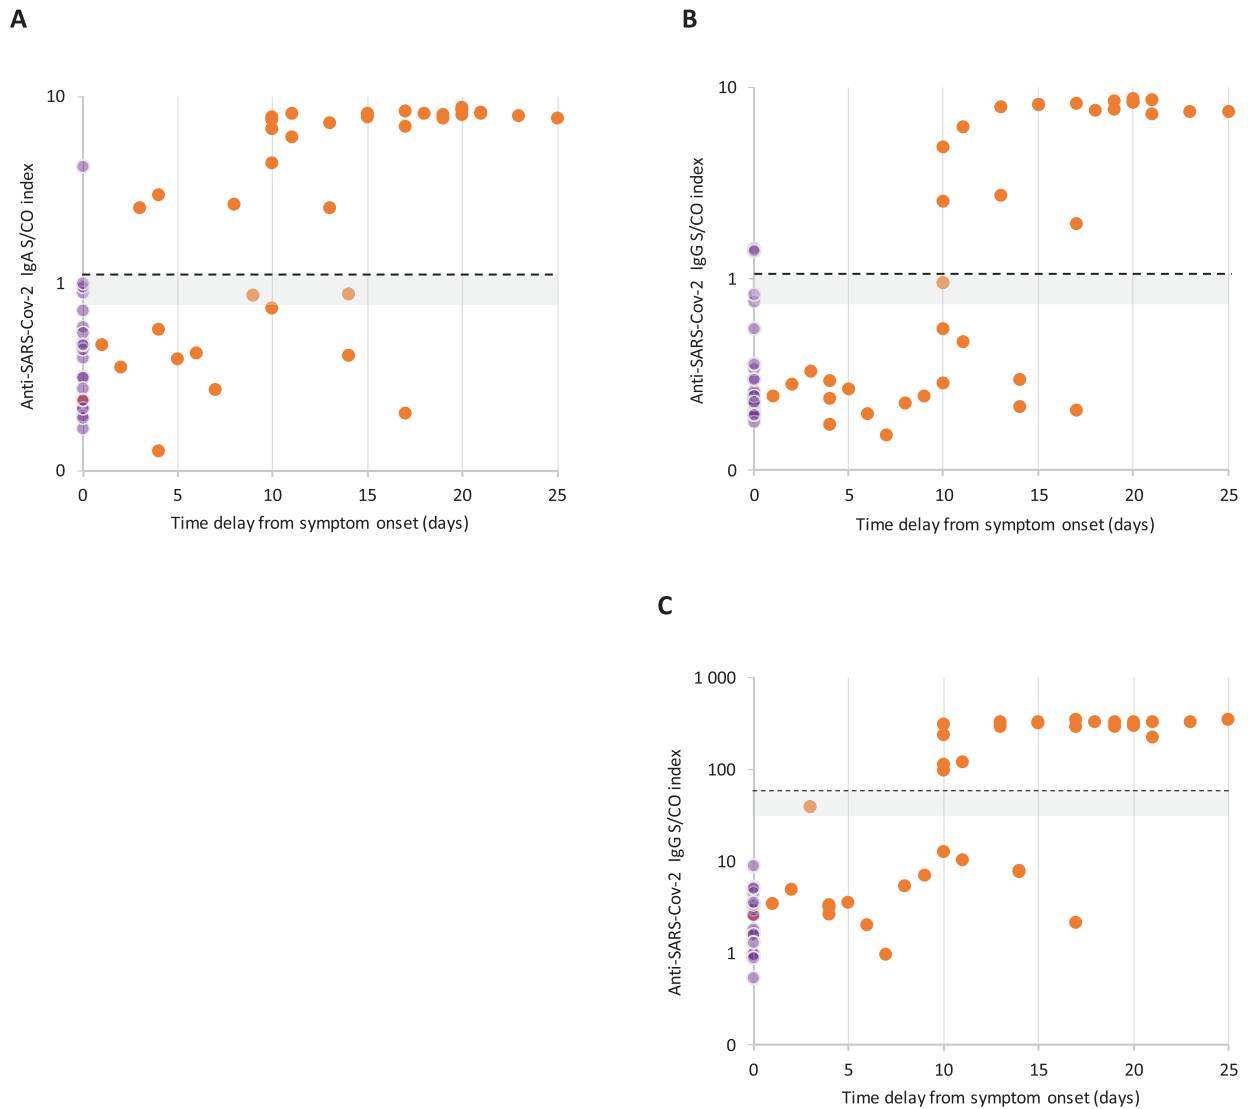 A
10
1
0
Anti-SARS-Cov-2 IgA S/CO index
0 5 10 15 20 25
Time delay from symptom onset (days)
B
10
1
0
Anti-SARS-Cov-2 IgG S/CO index
0 5 10 15 20 25
Time delay from symptom onset (days)
C
1 000
100
10
1
0
Anti-SARS-Cov-2 IgG S/CO index
0 5 10 15 20 25
Time delay from symptom onset (days)